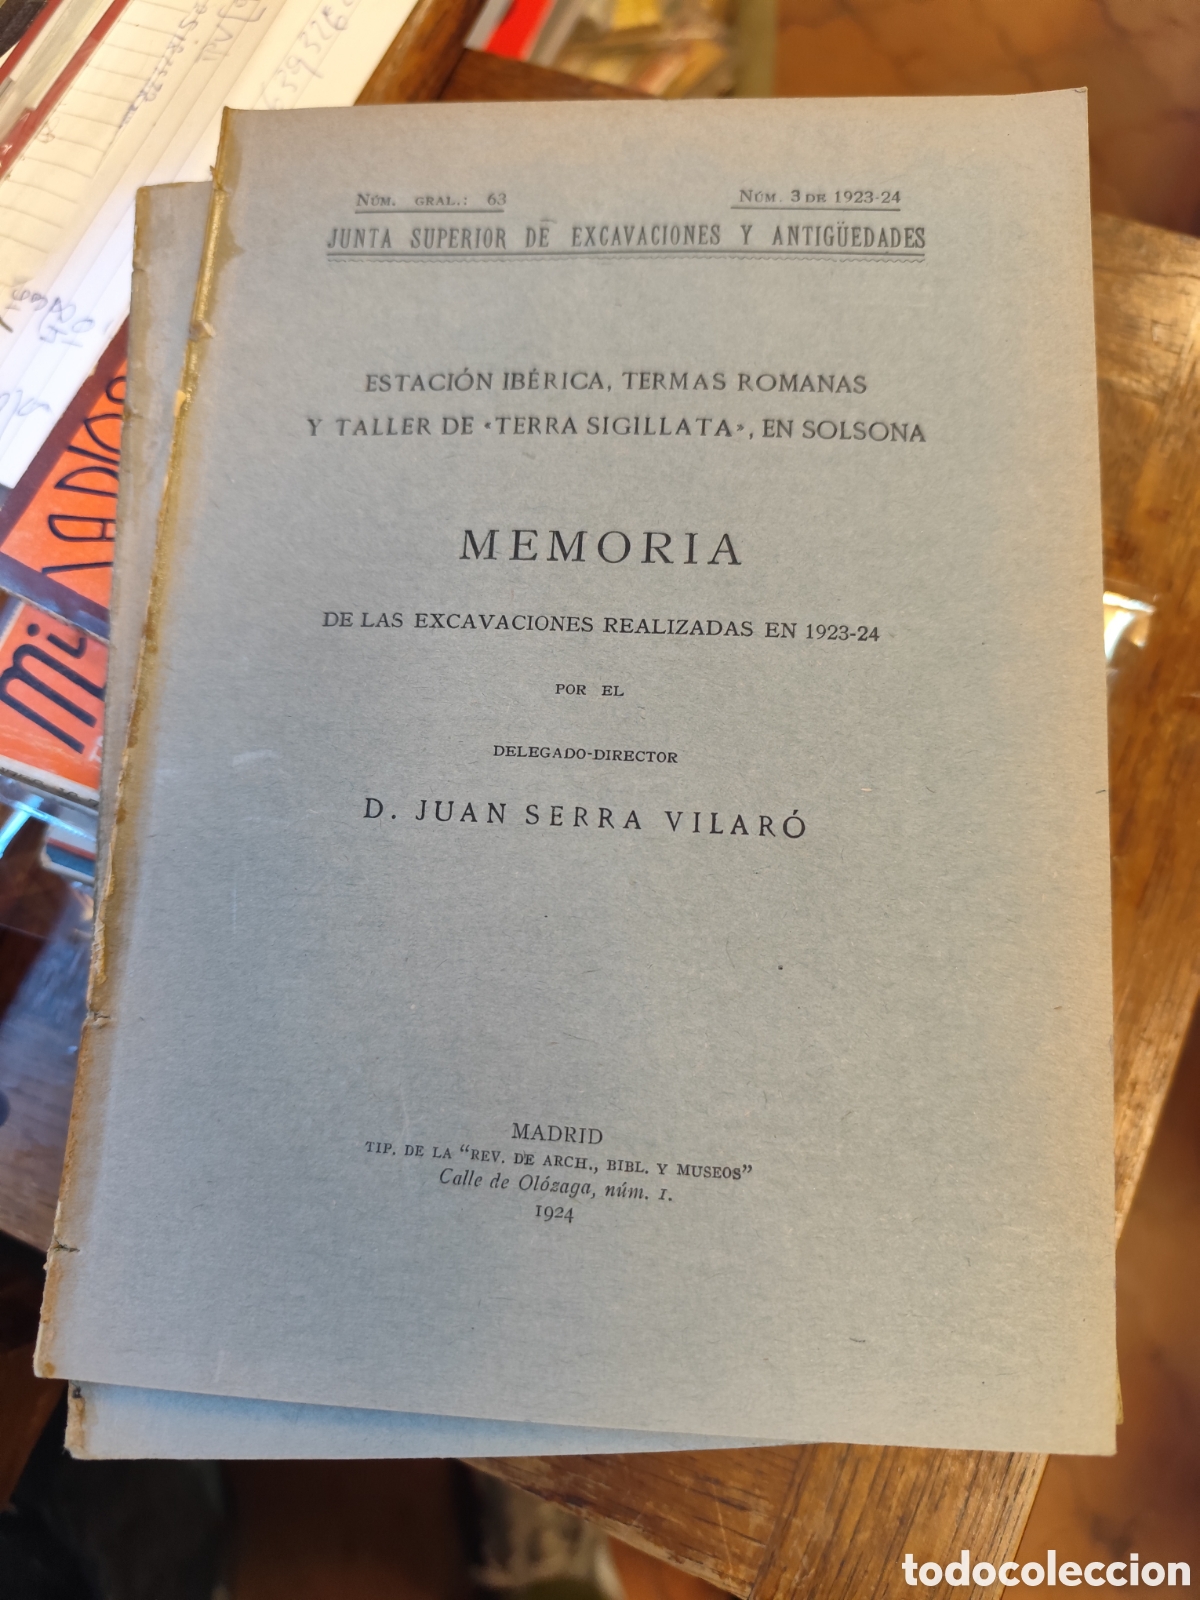 NÚM. GRAL.: 63
NÚM. 3 DE 1923-24
JUNTA SUPERIOR DE EXCAVACIONES Y ANTIGÜEDADES
ESTACIÓN IBÉRICA, TERMAS ROMANAS
Y TALLER DE «TERRA SIGILLATA», EN SOLSONA
MEMORIA
DE LAS EXCAVACIONES REALIZADAS EN 1923-24
POR EL
DELEGADO-DIRECTOR
D. JUAN SERRA VILARÓ
MADRID
TIP. DE LA "REV. DE ARCH., BIBL. Y MUSEOS"
Calle de Olózaga, núm. 1.
1924
todocoleccion